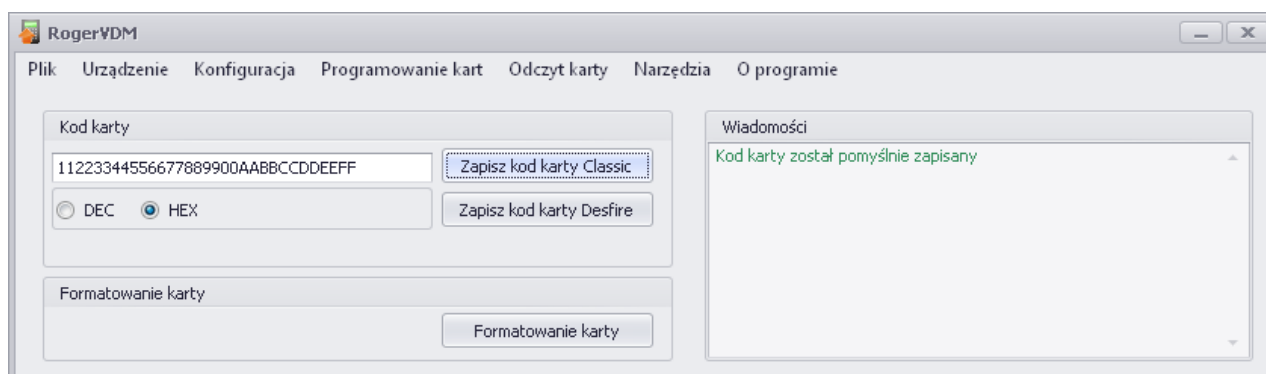 RogerVDM
Plik Urządzenie Konfiguracja Programowanie kart Odczyt karty Narzędzia O programie
Kod karty
11223344556677889900AABBCCDDEEFF
Zapisz kod karty Classic
DEC HEX
Zapisz kod karty Desfire
Formatowanie karty
Formatowanie karty
Wiadomości
Kod karty został pomyślnie zapisany